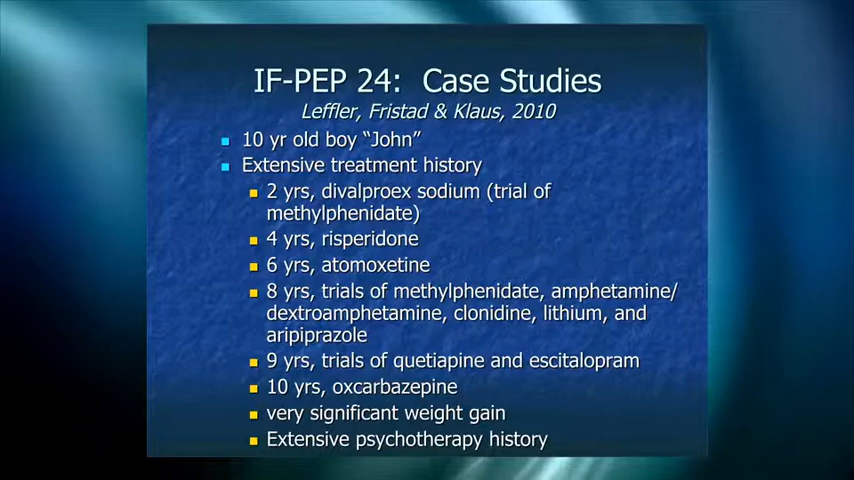 IF-PEP 24: Case Studies
Leffler, Fristad & Klaus, 2010
10 yr old boy “John”
Extensive treatment history
2 yrs, divalproex sodium (trial of
methylphenidate)
4 yrs, risperidone
6 yrs, atomoxetine
8 yrs, trials of methylphenidate, amphetamine/
dextroamphetamine, clonidine, lithium, and
aripiprazole
9 yrs, trials of quetiapine and escitalopram
10 yrs, oxcarbazepine
very significant weight gain
Extensive psychotherapy history